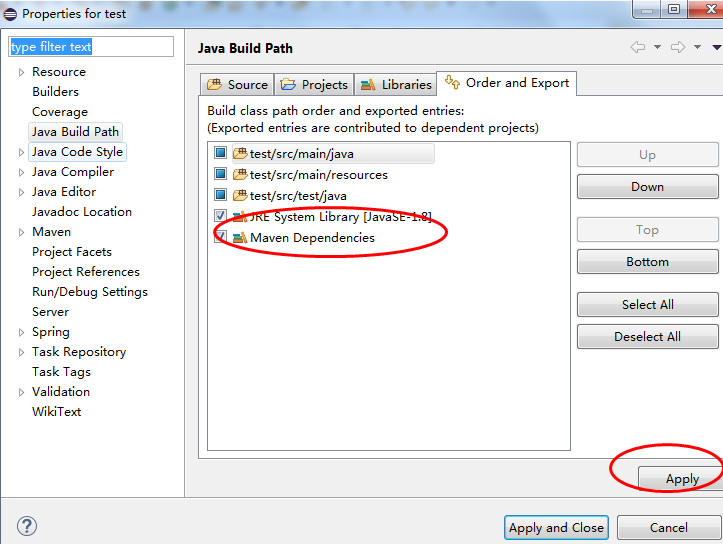 Properties for test
type filter text
Resource
Builders
Coverage
Java Build Path
Java Code Style
Java Compiler
Java Editor
Javadoc Location
Maven
Project Facets
Project References
Run/Debug Settings
Server
Spring
Task Repository
Task Tags
Validation
WikiText
Java Build Path
Source
Projects
Libraries
Order and Export
Build class path order and exported entries:
(Exported entries are contributed to dependent projects)
test/src/main/java
test/src/main/resources
test/src/test/java
JRE System Library [JavaSE-1.8]
Maven Dependencies
Up
Down
Top
Bottom
Select All
Deselect All
Apply
?
Apply and Close
Cancel